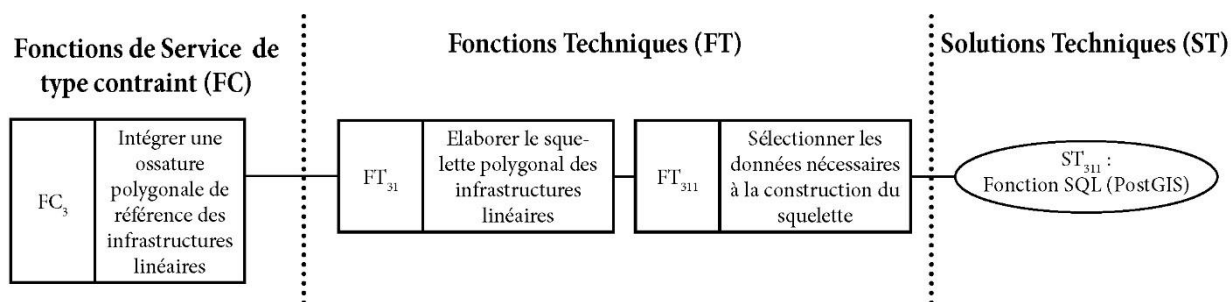 Fonctions de Service de
type contraint (FC)
Fonctions Techniques (FT)
Solutions Techniques (ST)
FC3
Intégrer une
ossature
polygonale de
référence des
infrastructures
linéaires
FT31
Elaborer le sque-
lette polygonal des
infrastructures
linéaires
FT311
Sélectionner les
données nécessaires
à la construction du
squelette
ST311 :
Fonction SQL (PostGIS)